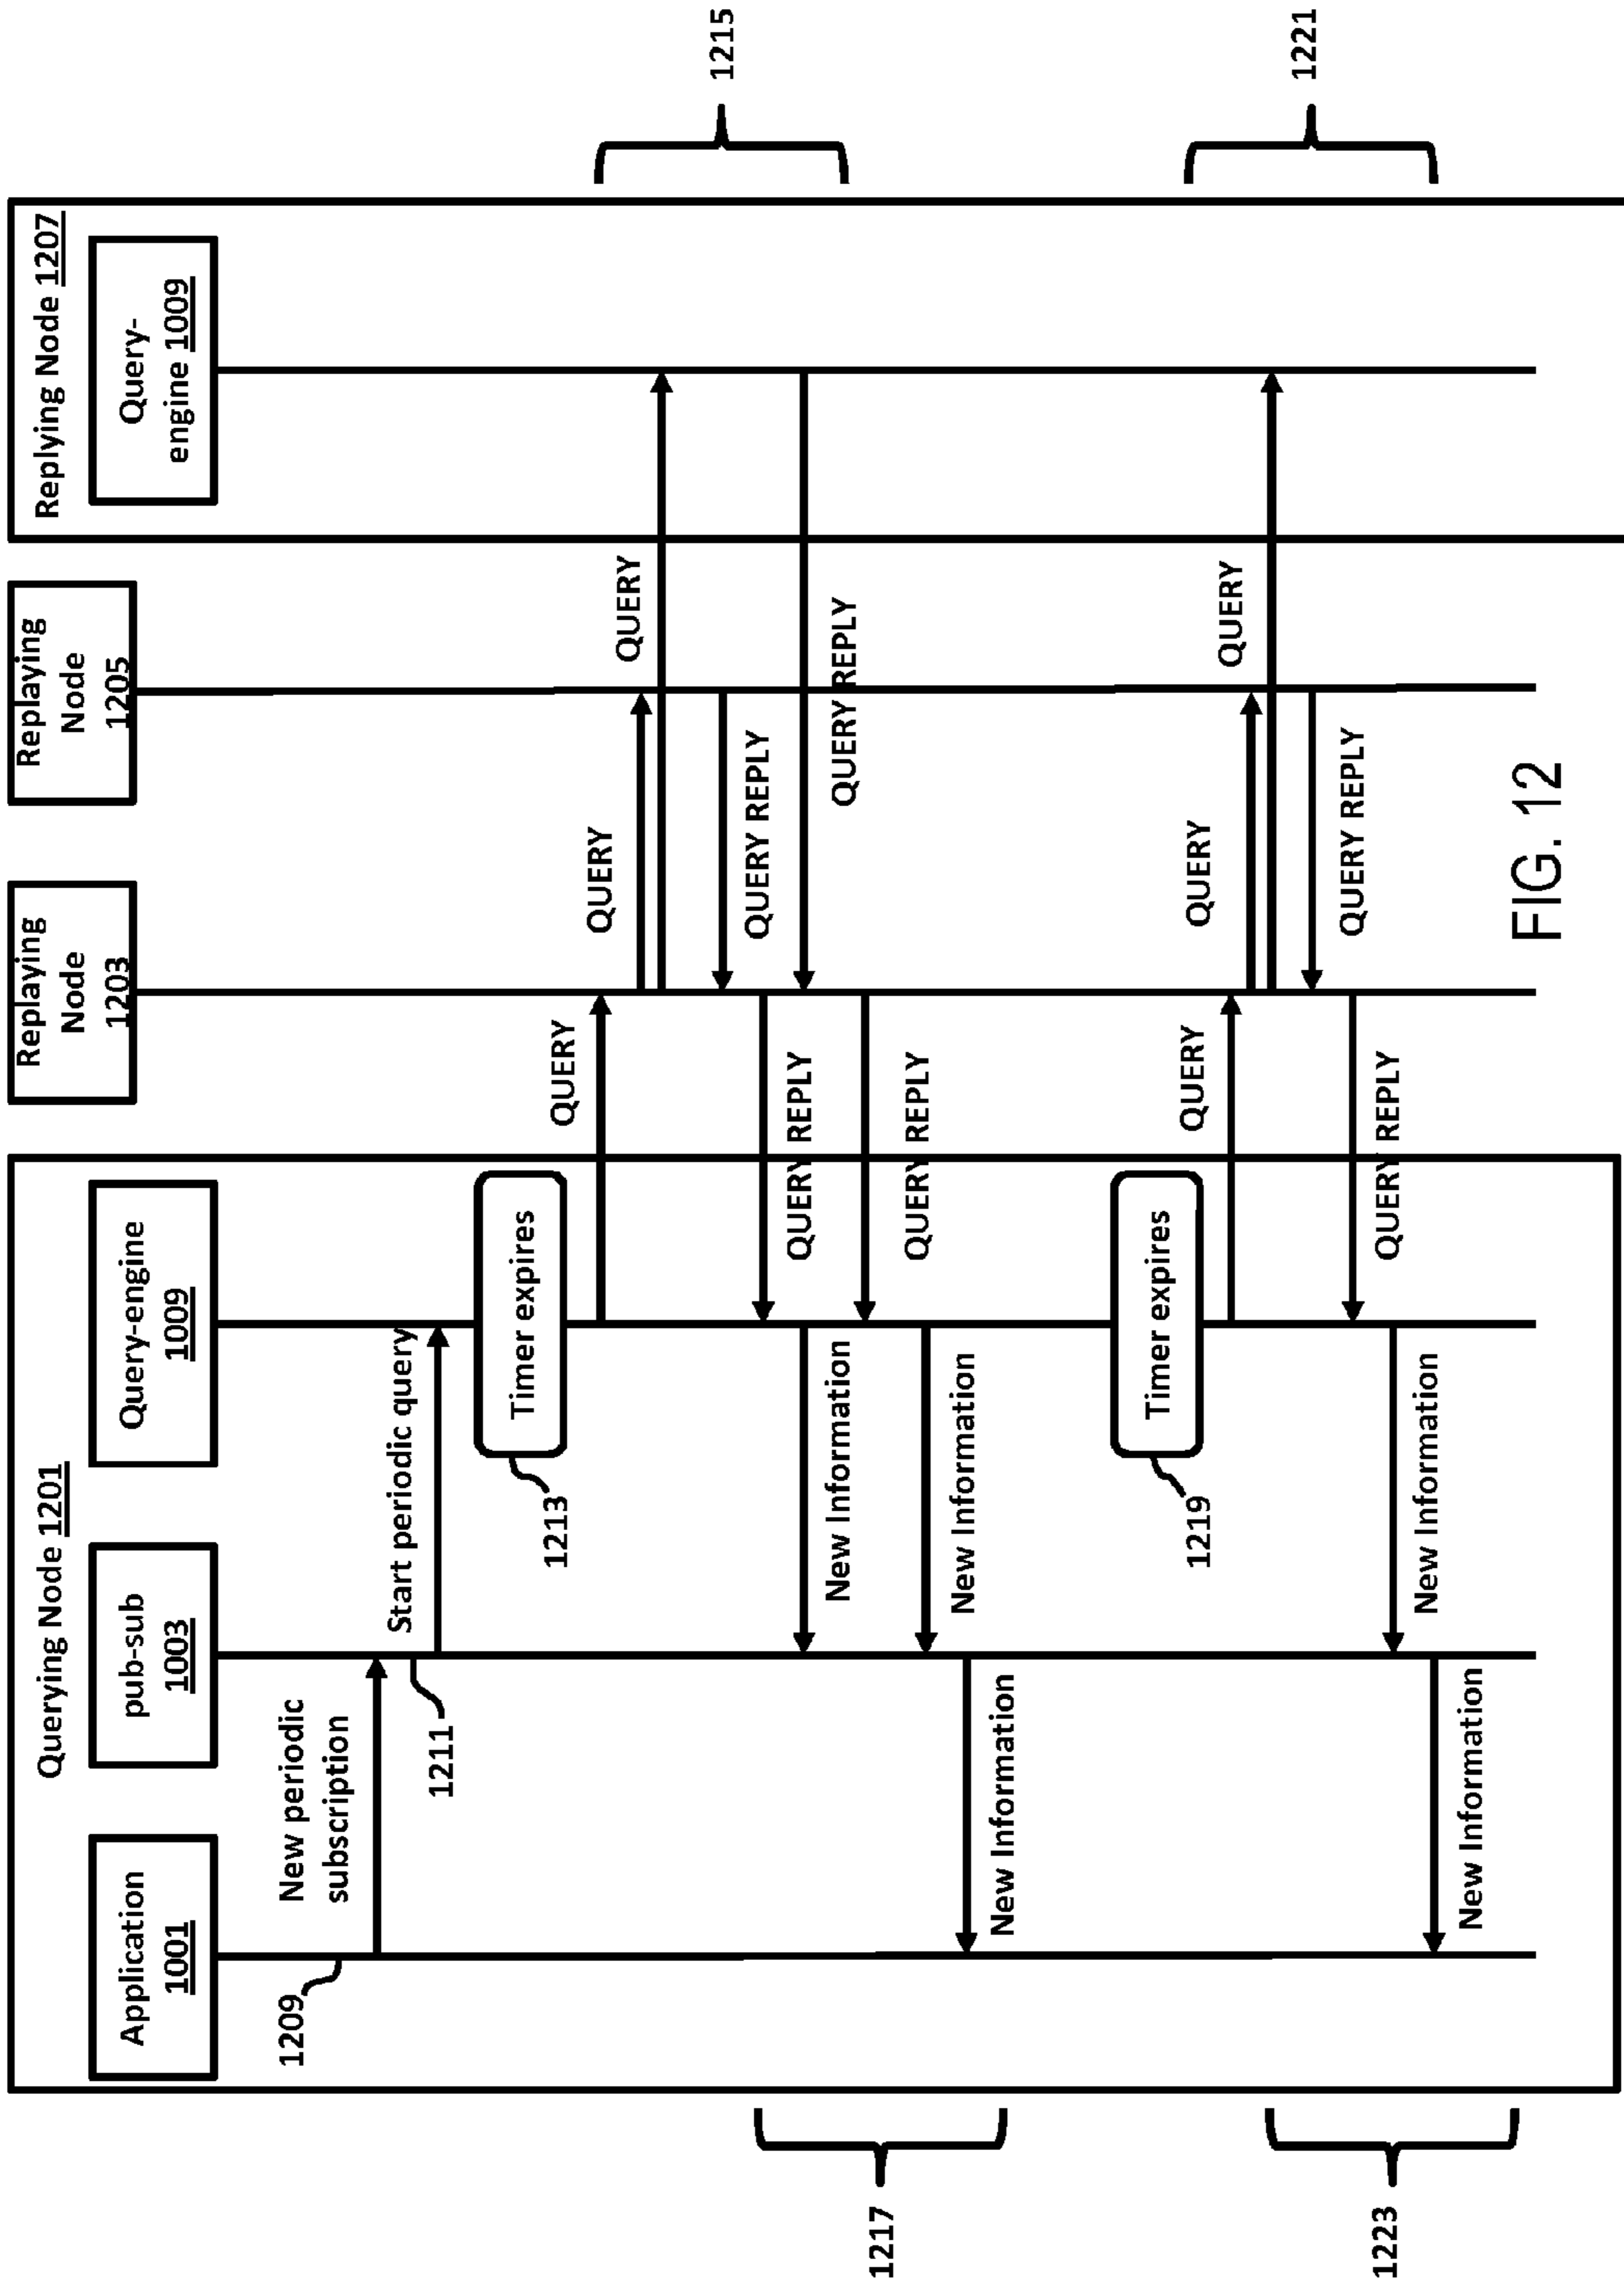 Querying Node 1201
Application
1001
pub-sub
1003
Query-engine
1009
Replaying
Node
1203
Replaying
Node
1205
Replying Node 1207
Query-
engine 1009
1209
New periodic
subscription
1211
Start periodic query
Timer expires
1213
QUERY
QUERY
QUERY
QUERY REPLY
QUERY REPLY
QUERY REPLY
QUERY REPLY
New Information
New Information
New Information
1215
1217
Timer expires
1219
QUERY
QUERY
QUERY
QUERY REPLY
QUERY REPLY
New Information
New Information
1221
1223
FIG. 12